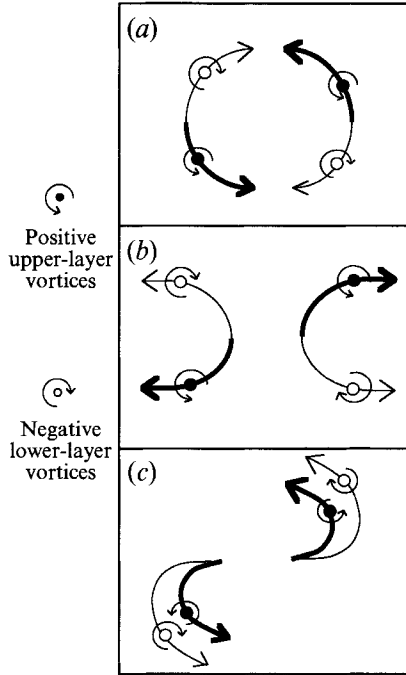 (a)
Positive
upper-layer
vortices
(b)
Negative
lower-layer
vortices
(c)